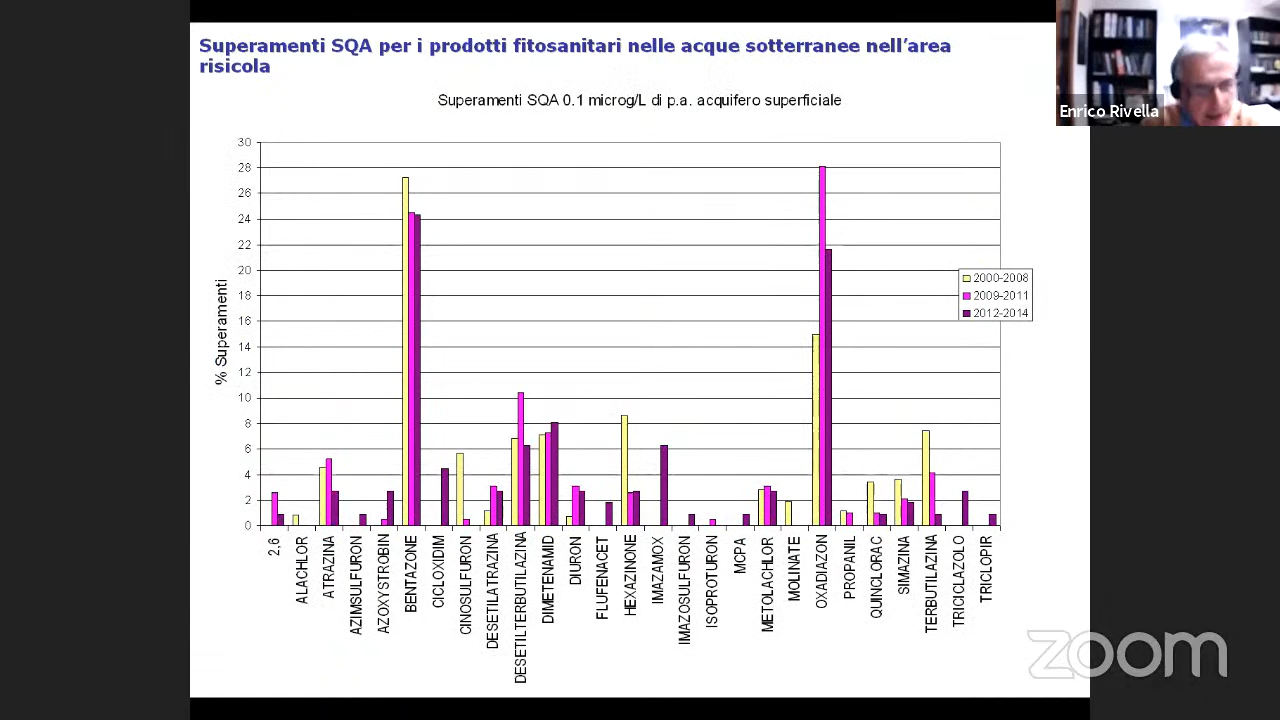 Superamenti SQA per i prodotti fitosanitari nelle acque sotterranee nell'area
risicola
Enrico Rivella
Superamenti SQA 0.1 microg/L di p.a. acquifero superficiale
% Superamenti
30
28
26
24
22
20
18
16
14
12
10
8
6
4
2
0
2000-2008
2009-2011
2012-2014
2,6
ALACHLOR
ATRAZINA
AZIMSULFURON
AZOXYSTROBIN
BENTAZONE
CICLOXIDIM
CINOSULFURON
DESETILATRAZINA
DESETILTERBUTILAZINA
DIMETENAMID
DIURON
FLUFENACET
HEXAZINONE
IMAZAMOX
IMAZOSULFURON
ISOPROTURON
MCPA
METOLACHLOR
MOLINATE
OXADIAZON
PROPANIL
QUINCLORAC
SIMAZINA
TERBUTILAZINA
TRICICLAZOLO
TRICLOPIR
zoom